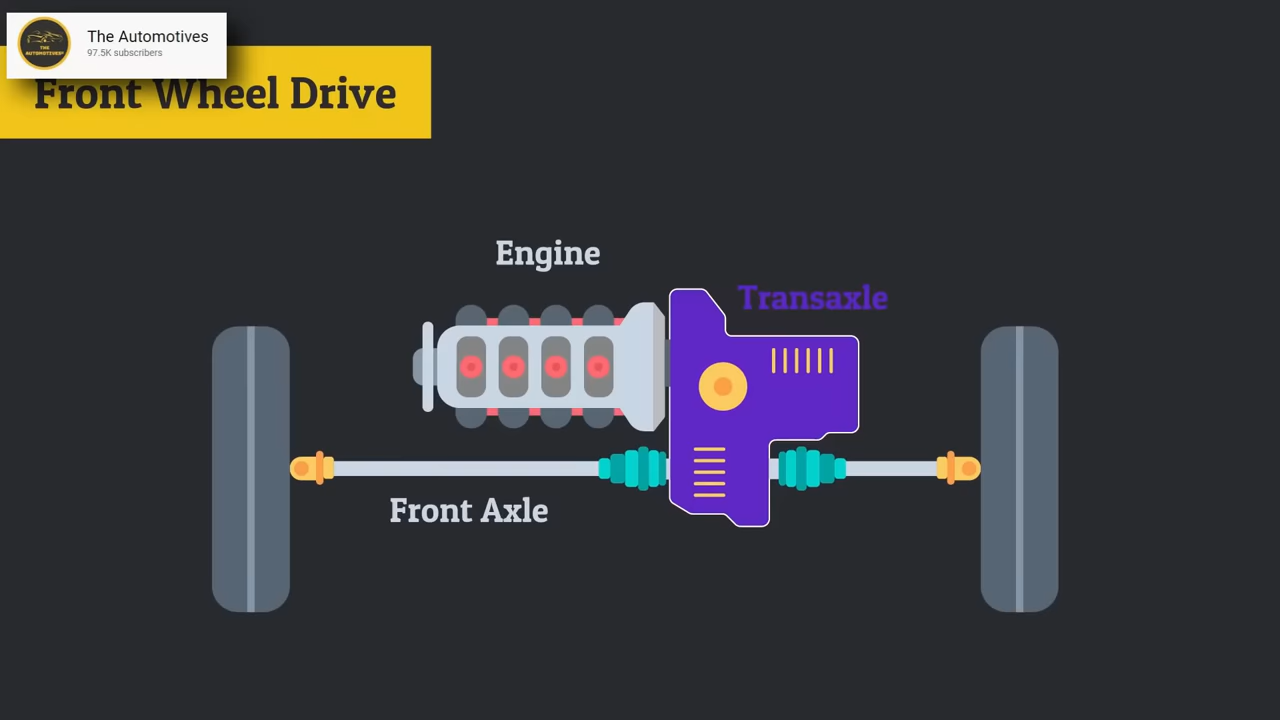 The Automotives
97.5K subscribers
Front Wheel Drive
Engine
Transaxle
Front Axle